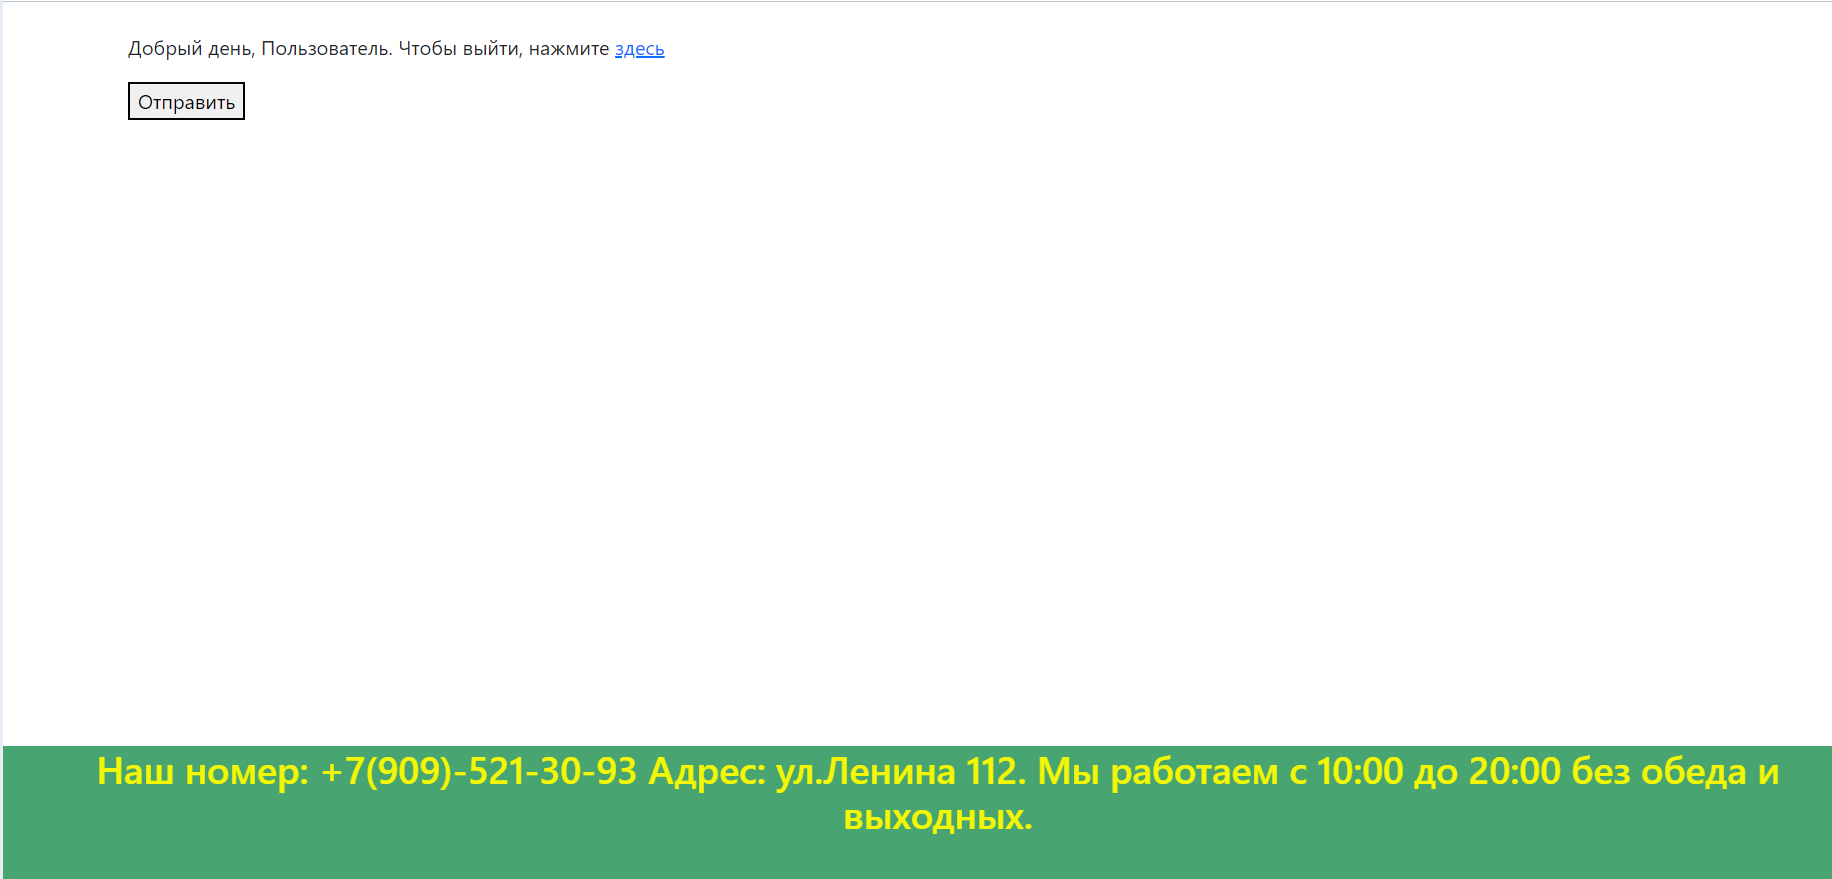 Добрый день, Пользователь. Чтобы выйти, нажмите здесь
Отправить
Наш номер: +7(909)-521-30-93 Адрес: ул.Ленина 112. Мы работаем с 10:00 до 20:00 без обеда и
выходных.